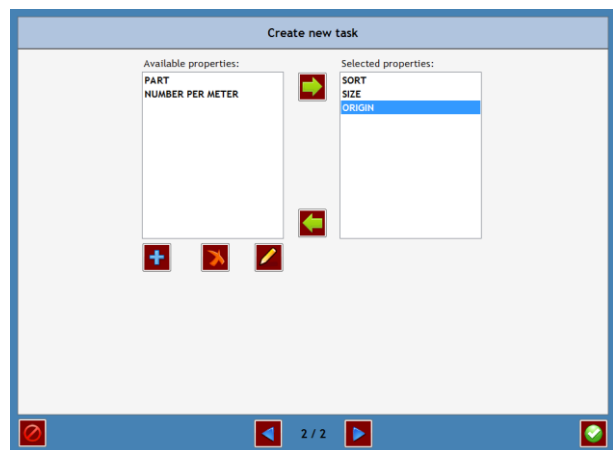 Create new task
Available properties:
PART
NUMBER PER METER
Selected properties:
SORT
SIZE
ORIGIN
2 / 2